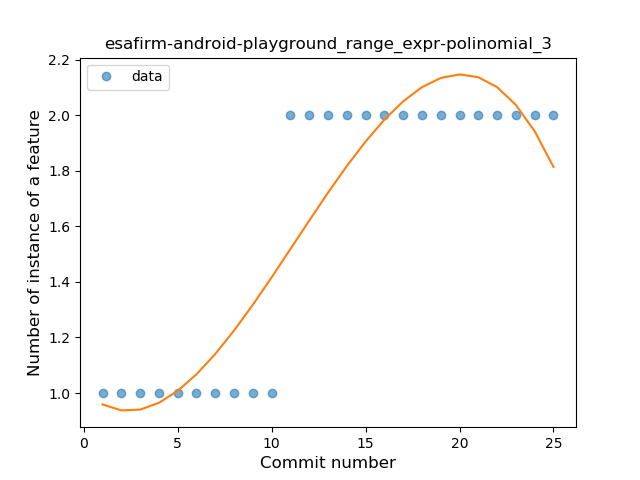 esafirm-android-playground_range_expr-polinomial_3
data
Number of instance of a feature
2.2
2.0
1.8
1.6
1.4
1.2
1.0
0 5 10 15 20 25
Commit number